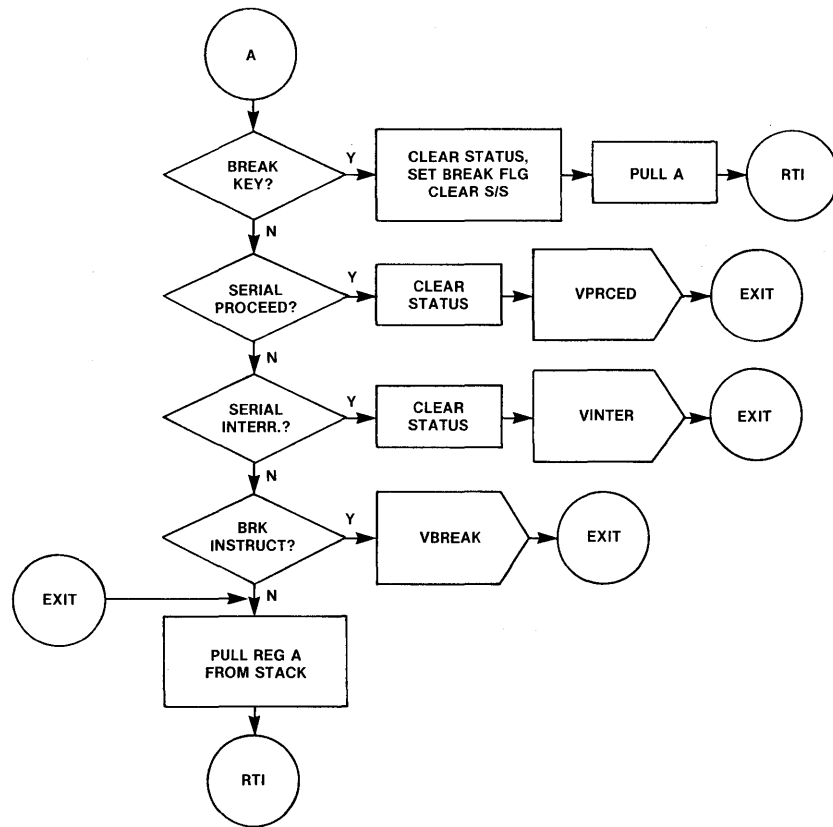 A
BREAK
KEY?
Y
CLEAR STATUS,
SET BREAK FLG
CLEAR S/S
PULL A
RTI
N
SERIAL
PROCEED?
Y
CLEAR
STATUS
VPRCED
EXIT
N
SERIAL
INTERR.?
Y
CLEAR
STATUS
VINTER
EXIT
N
BRK
INSTRUCT?
Y
VBREAK
EXIT
N
EXIT
PULL REG A
FROM STACK
RTI